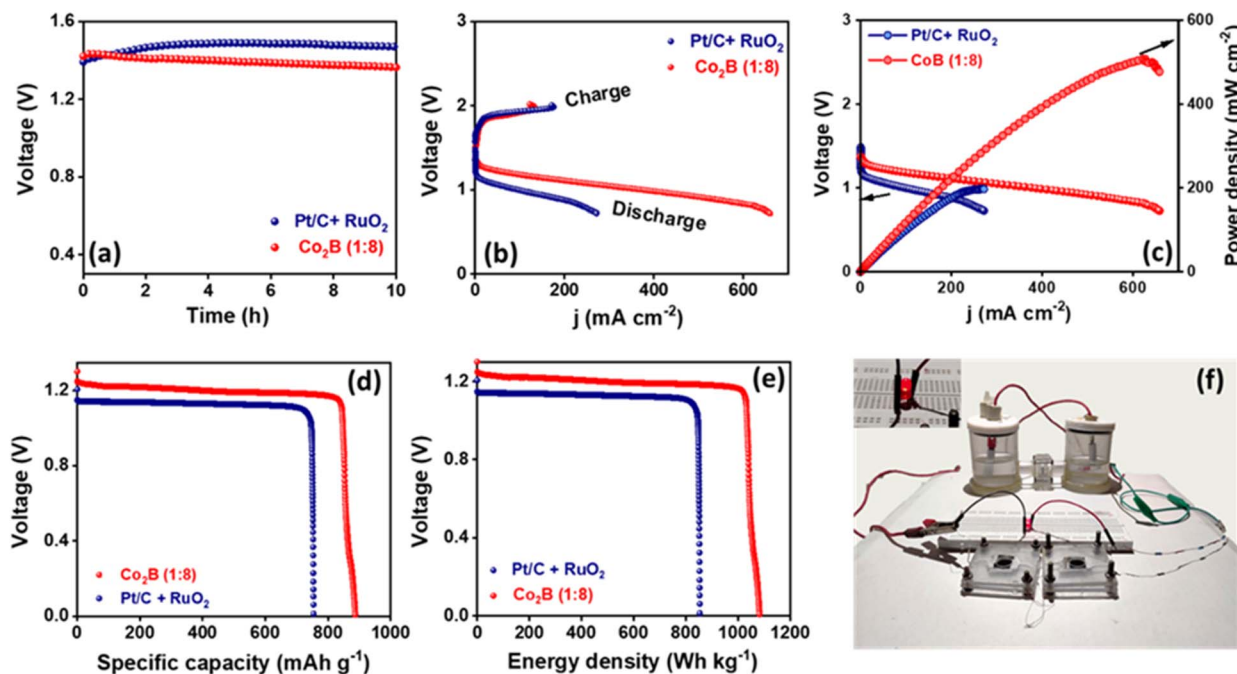 1.6
1.2
0.8
0.4
Voltage (V)
Pt/C+ RuO₂
Co₂B (1:8)
(a)
0 2 4 6 8 10
Time (h)
3
2
1
0
Voltage (V)
Pt/C+ RuO₂
Co₂B (1:8)
Charge
Discharge
(b)
0 200 400 600
j (mA cm⁻²)
3
2
1
0
Voltage (V)
Pt/C+ RuO₂
CoB (1:8)
(c)
600
400
200
0
Power density (mW cm⁻²)
0 200 400 600
j (mA cm⁻²)
1.2
0.8
0.4
0.0
Voltage (V)
(d)
Co₂B (1:8)
Pt/C + RuO₂
0 200 400 600 800 1000
Specific capacity (mAh g⁻¹)
1.2
0.8
0.4
0.0
Voltage (V)
(e)
Pt/C + RuO₂
Co₂B (1:8)
0 200 400 600 800 1000 1200
Energy density (Wh kg⁻¹)
(f)